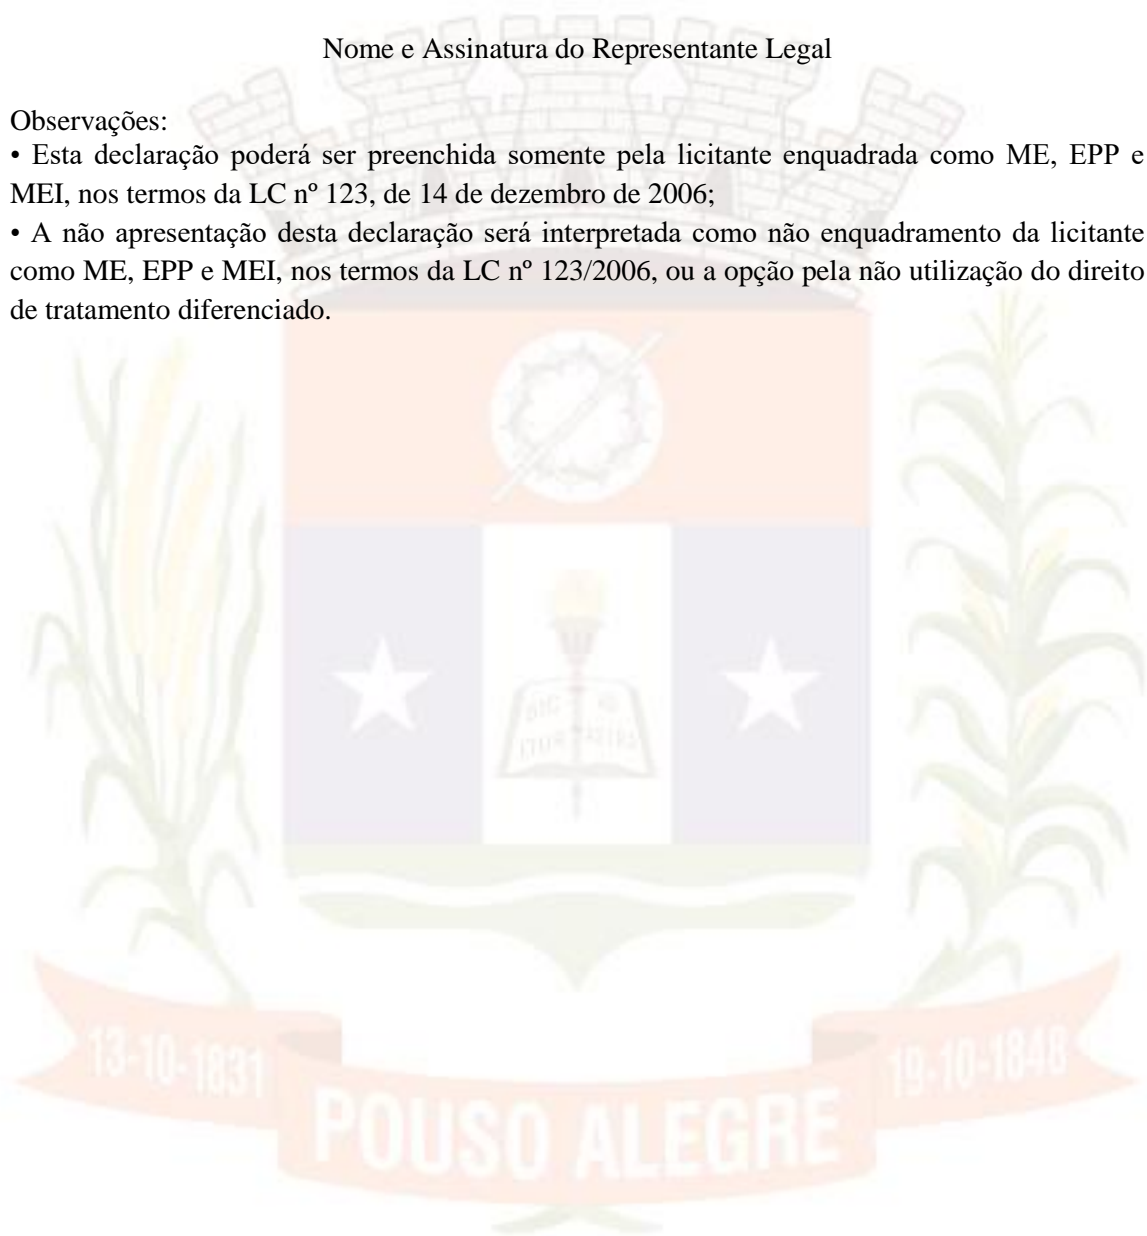 Nome e Assinatura do Representante Legal
Observações:
• Esta declaração poderá ser preenchida somente pela licitante enquadrada como ME, EPP e
MEI, nos termos da LC nº 123, de 14 de dezembro de 2006;
• A não apresentação desta declaração será interpretada como não enquadramento da licitante
como ME, EPP e MEI, nos termos da LC nº 123/2006, ou a opção pela não utilização do direito
de tratamento diferenciado.
13-10-1831
19-10-1848
POUSO ALEGRE